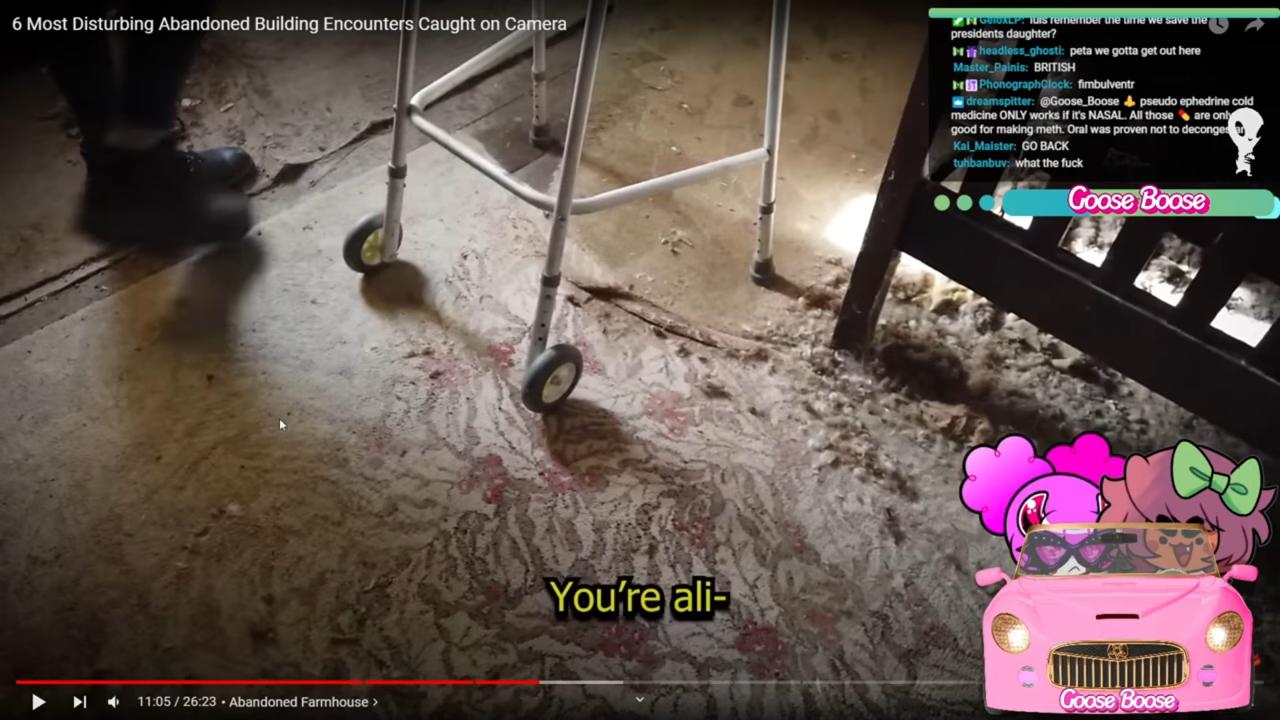 6 Most Disturbing Abandoned Building Encounters Caught on Camera
GeloxLP: luis remember the time we save the
presidents daughter?
headless_ghosti: peta we gotta get out here
Master_Painis: BRITISH
PhonographClock: fimbulventr
dreamspitter: @Goose_Boose 👃 pseudo ephedrine cold
medicine ONLY works if it's NASAL. All those 💊 are only
good for making meth. Oral was proven not to decongest
Kai_Maister: GO BACK
tuhbanbuv: what the fuck
Goose Boose
You're ali-
11:05 / 26:23 • Abandoned Farmhouse ›
Goose Boose